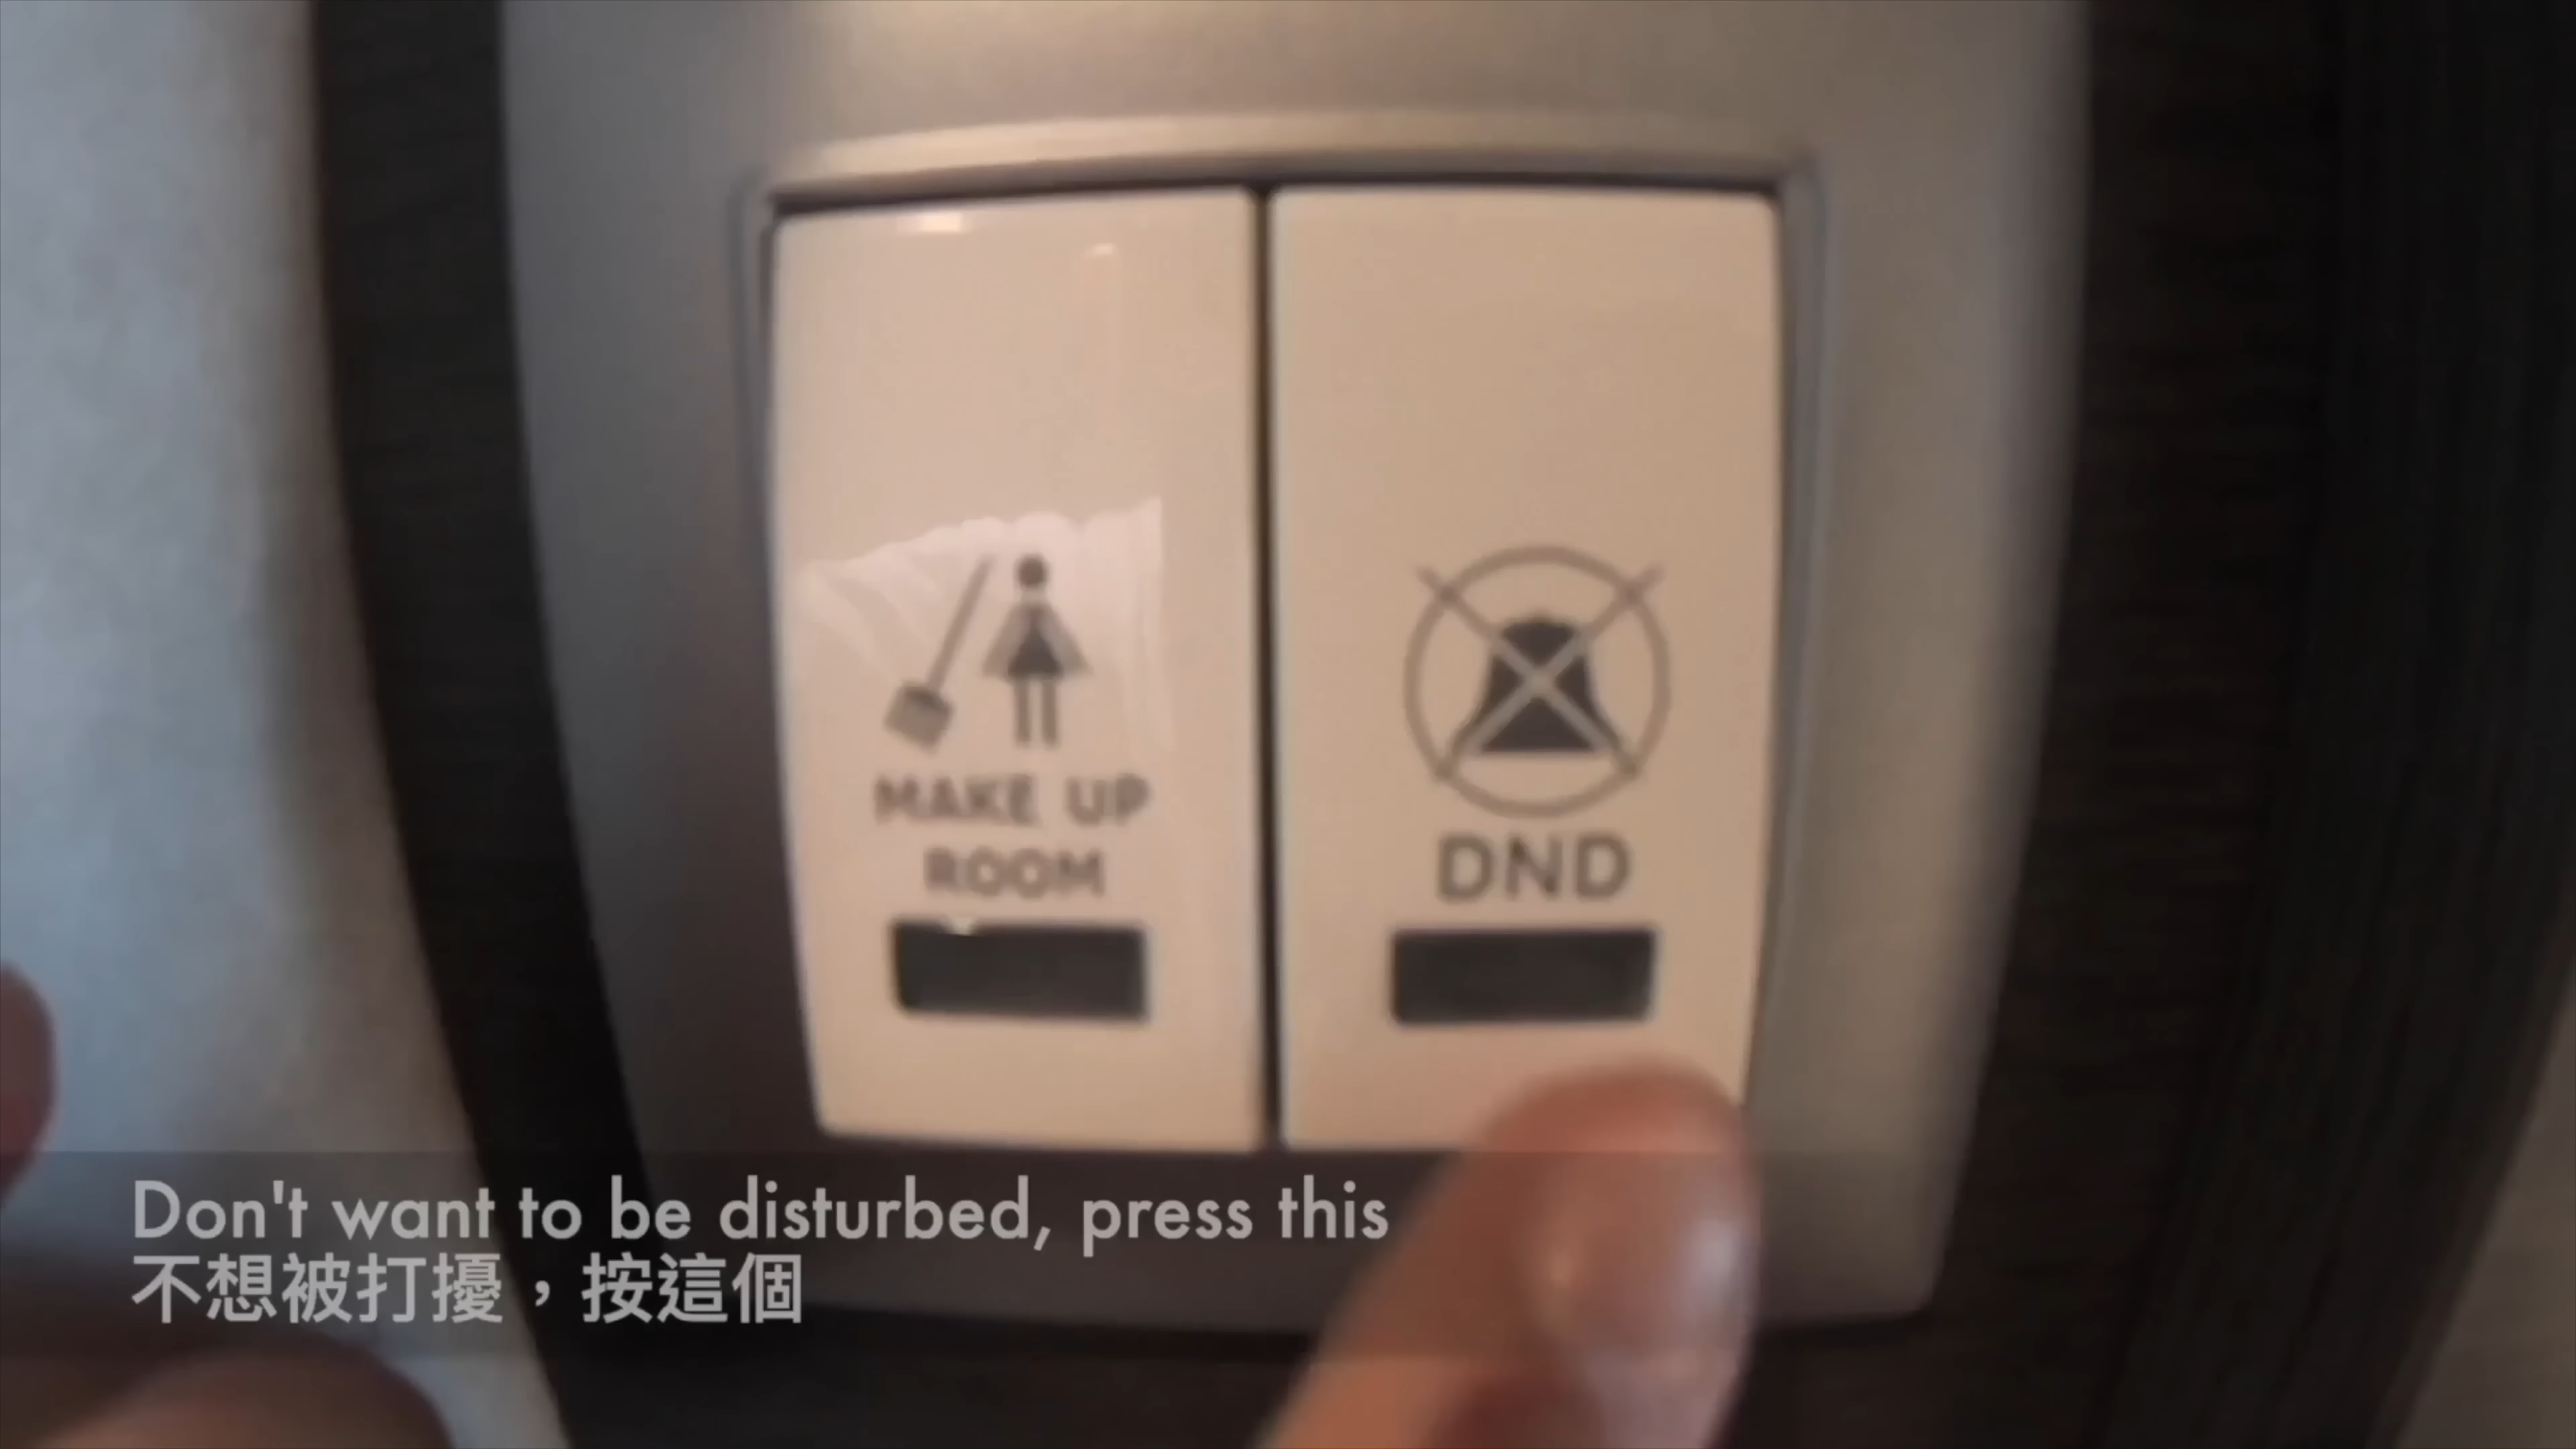 MAKE UP
ROOM
DND
Don't want to be disturbed, press this
不想被打擾，按這個